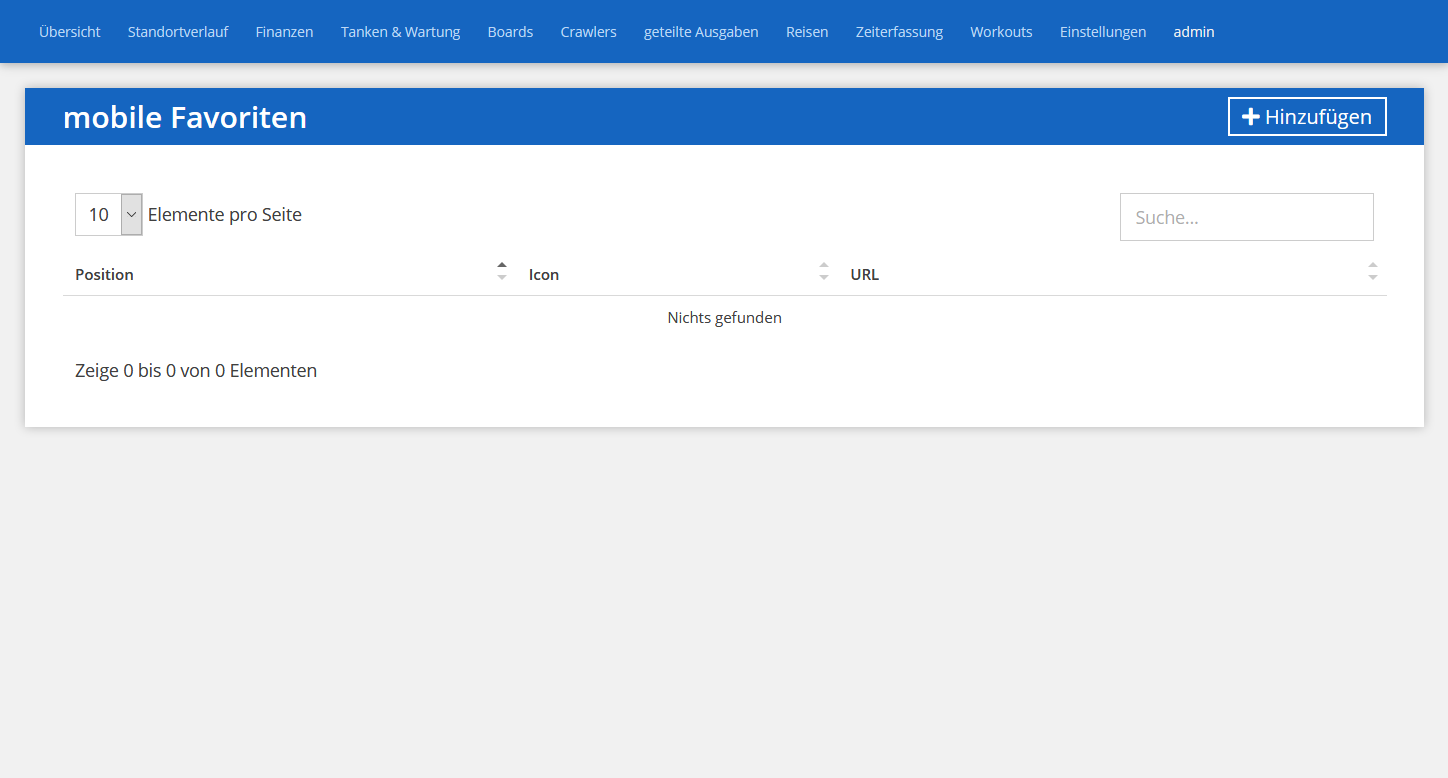 Übersicht Standortverlauf Finanzen Tanken & Wartung Boards Crawlers geteilte Ausgaben Reisen Zeiterfassung Workouts Einstellungen admin
mobile Favoriten Hinzufügen
10 Elemente pro Seite Suche...
Position Icon URL
Nichts gefunden
Zeige 0 bis 0 von 0 Elementen